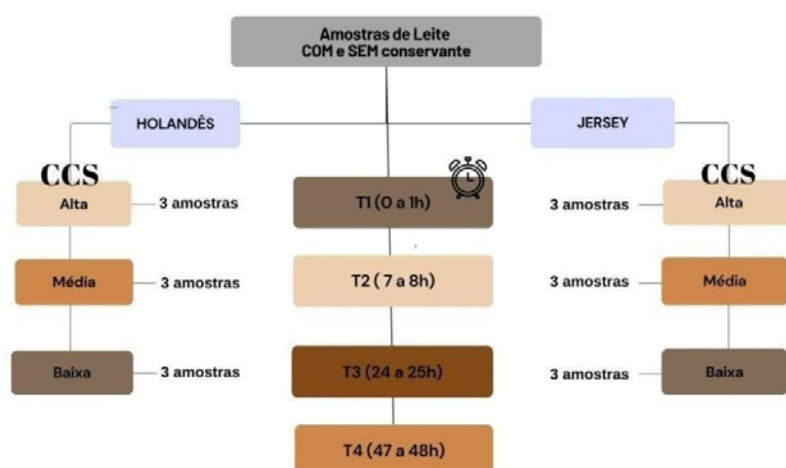 Amostras de Leite
COM e SEM conservante
HOLANDÊS
JERSEY
CCS
Alta
3 amostras
Média
3 amostras
Baixa
3 amostras
T1 (0 a 1h)
T2 ( 7 a 8h)
T3 (24 a 25h)
T4 (47 a 48h)
CCS
3 amostras
Alta
3 amostras
Média
3 amostras
Baixa